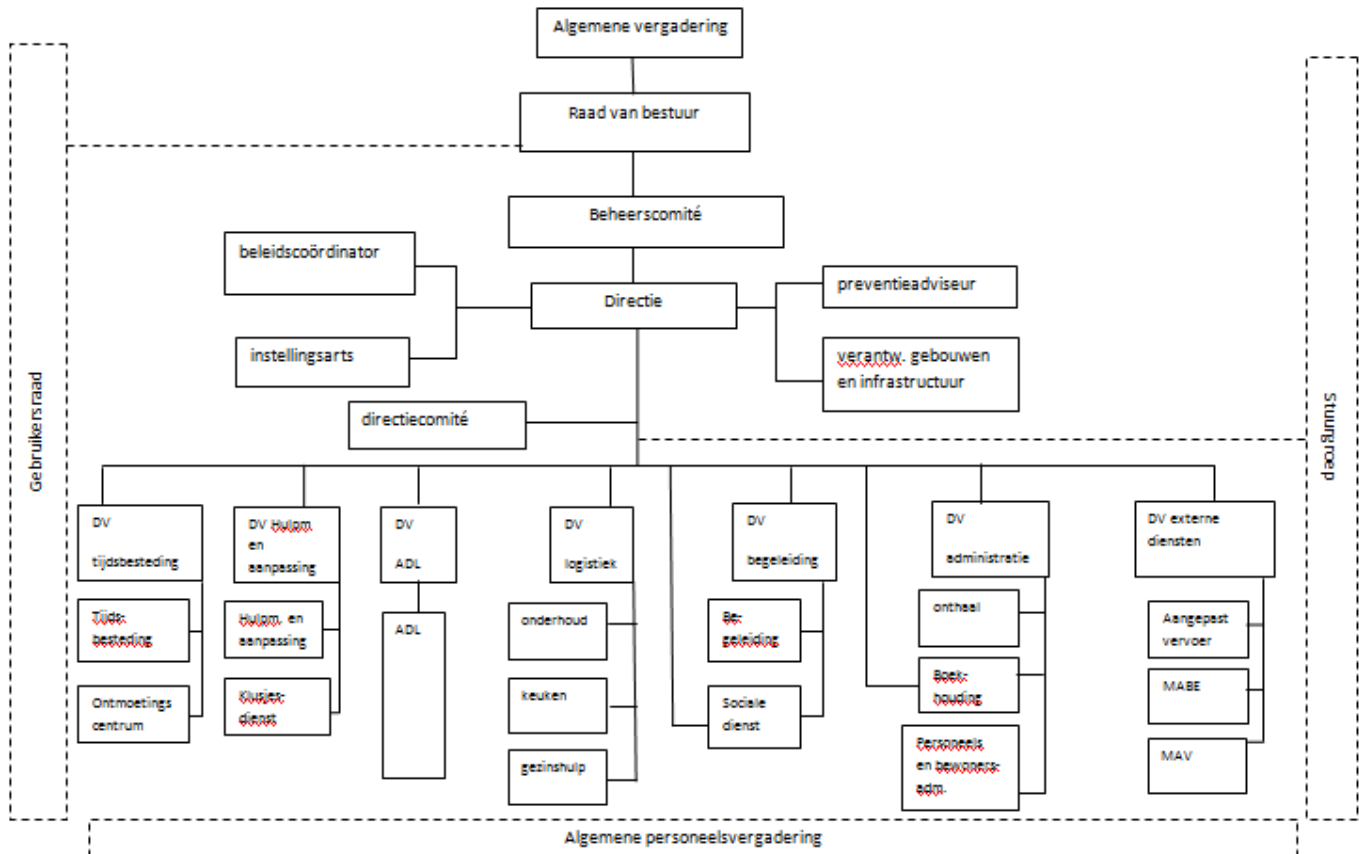 Algemene vergadering
Raad van bestuur
Beheerscomité
beleidscoördinator
Directie
preventieadviseur
instellingsarts
verantw. gebouwen
en infrastructuur
directiecomité
Gebruikersraad
Stuurgroep
DV
tijdsbesteding
DV Hulpm
en
aanpassing
DV
ADL
DV
logistiek
DV
begeleiding
DV
administratie
DV externe
diensten
Tijds-
besteding
Ontmoetings
centrum
Hulpm. en
aanpassing
Klusjes-
dienst
ADL
onderhoud
keuken
gezinshulp
Be-
geleiding
Sociale
dienst
onthaal
Boek-
houding
Personeels
en bewoners-
adm.
Aangepast
vervoer
MABE
MAV
Algemene personeelsvergadering